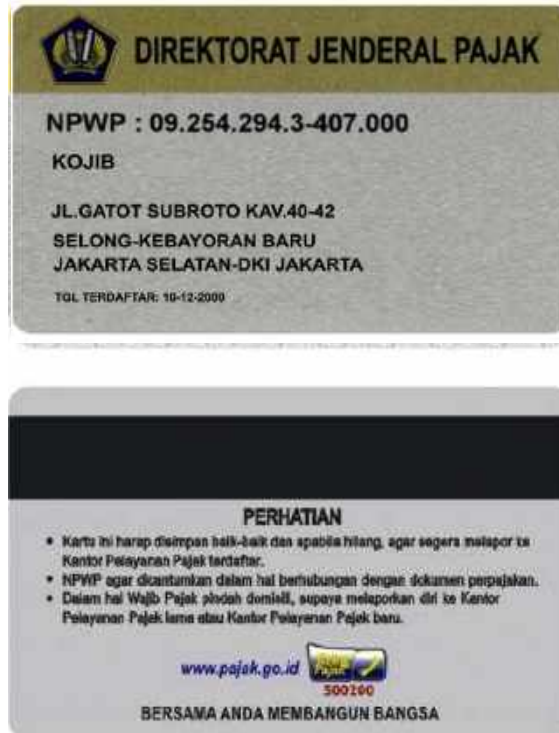 DIREKTORAT JENDERAL PAJAK
NPWP : 09.254.294.3-407.000
KOJIB
JL.GATOT SUBROTO KAV.40-42
SELONG-KEBAYORAN BARU
JAKARTA SELATAN-DKI JAKARTA
TGL TERDAFTAR: 10-12-2000
PERHATIAN
• Kartu ini harap disimpan baik-baik dan apabila hilang, agar segera melapor ke
Kantor Pelayanan Pajak terdaftar.
• NPWP agar dicantumkan dalam hal berhubungan dengan dokumen perpajakan.
• Dalam hal Wajib Pajak pindah domisili, supaya melaporkan diri ke Kantor
Pelayanan Pajak lama atau Kantor Pelayanan Pajak baru.
www.pajak.go.id
Pajak
500200
BERSAMA ANDA MEMBANGUN BANGSA